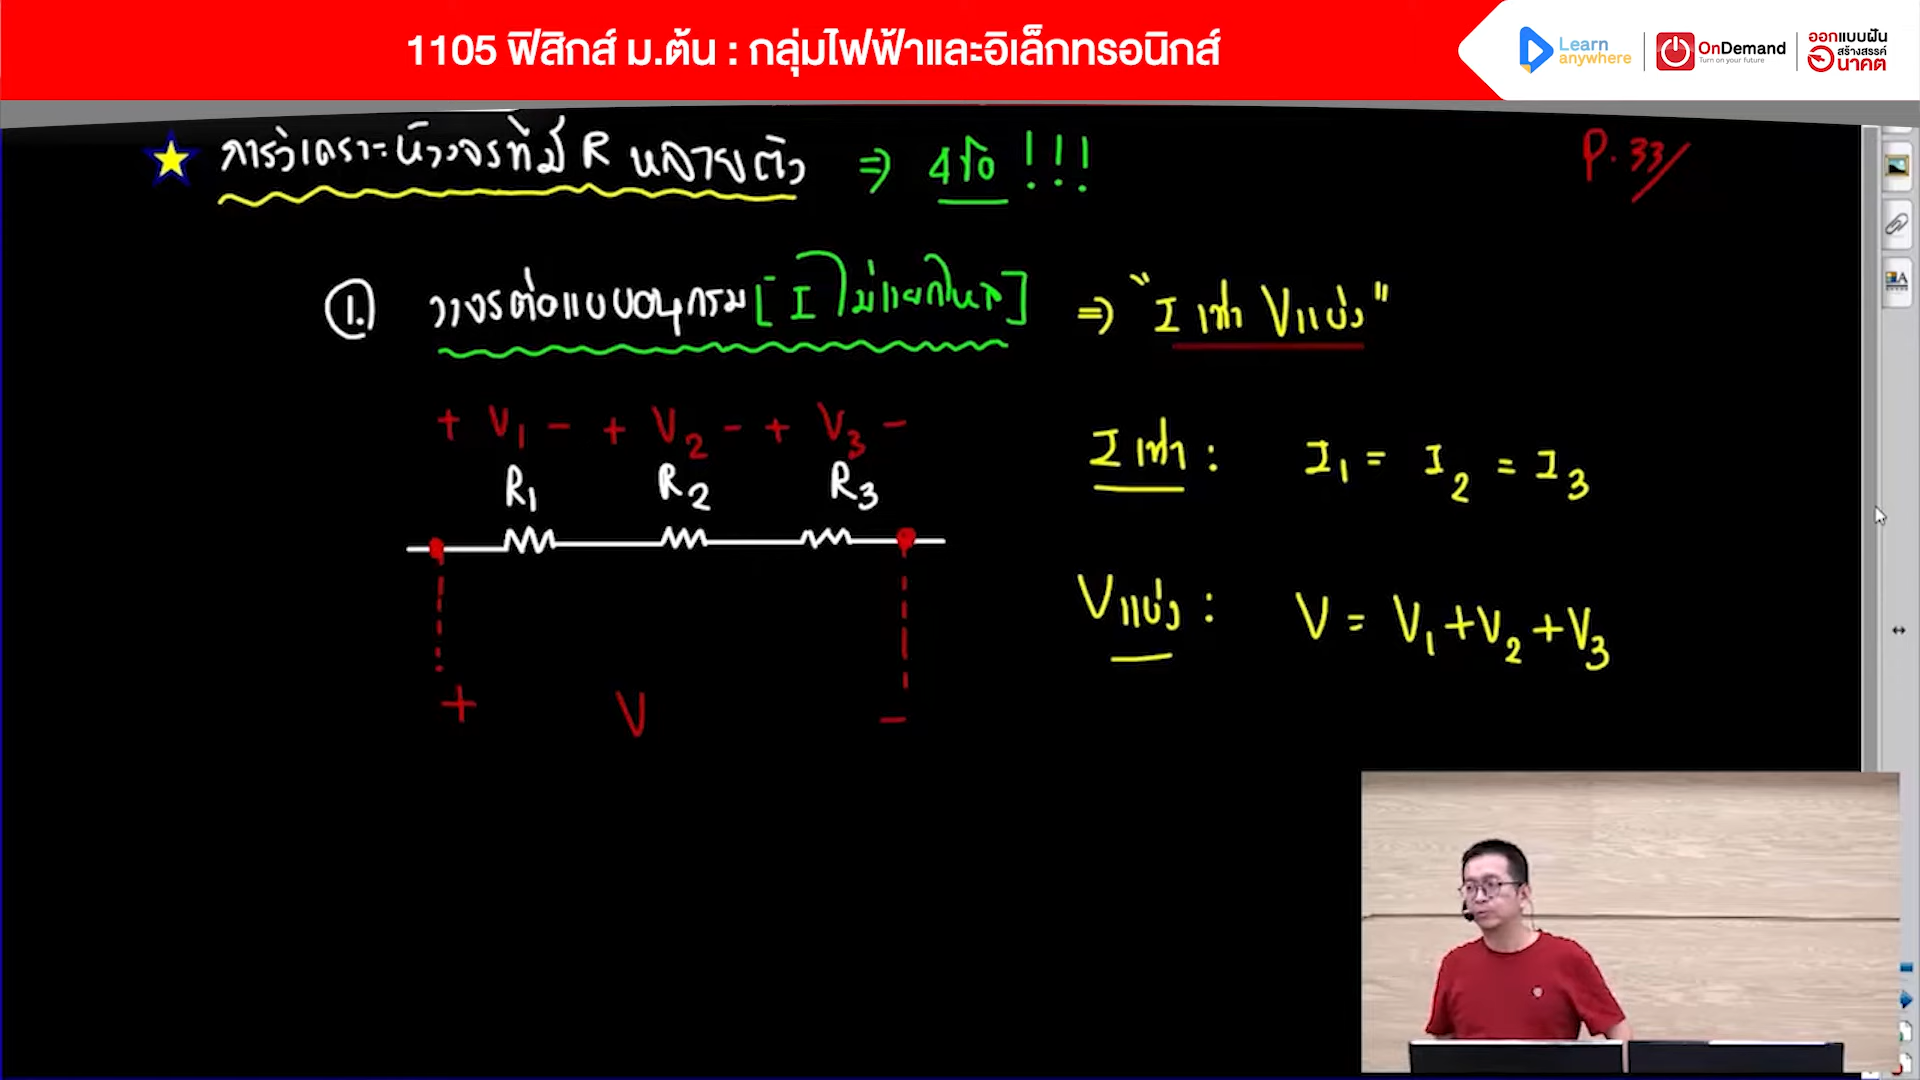 1105 ฟิสิกส์ ม.ต้น : กลุ่มไฟฟ้าและอิเล็กทรอนิกส์
Learn anywhere
OnDemand
Turn on your future
ออกแบบฝัน
สร้างสรรค์
อนาคต
การวิเคราะห์วงจรที่มี R หลายตัว ⇒ 4 ข้อ !!!
P. 33/
1. วงจรต่อแบบอนุกรม [I ไม่แยกไหล] ⇒ "I เท่า V แบ่ง"
+ V₁ - + V₂ - + V₃ -
R₁ R₂ R₃
+ V -
I เท่า : I₁ = I₂ = I₃
V แบ่ง : V = V₁ + V₂ + V₃